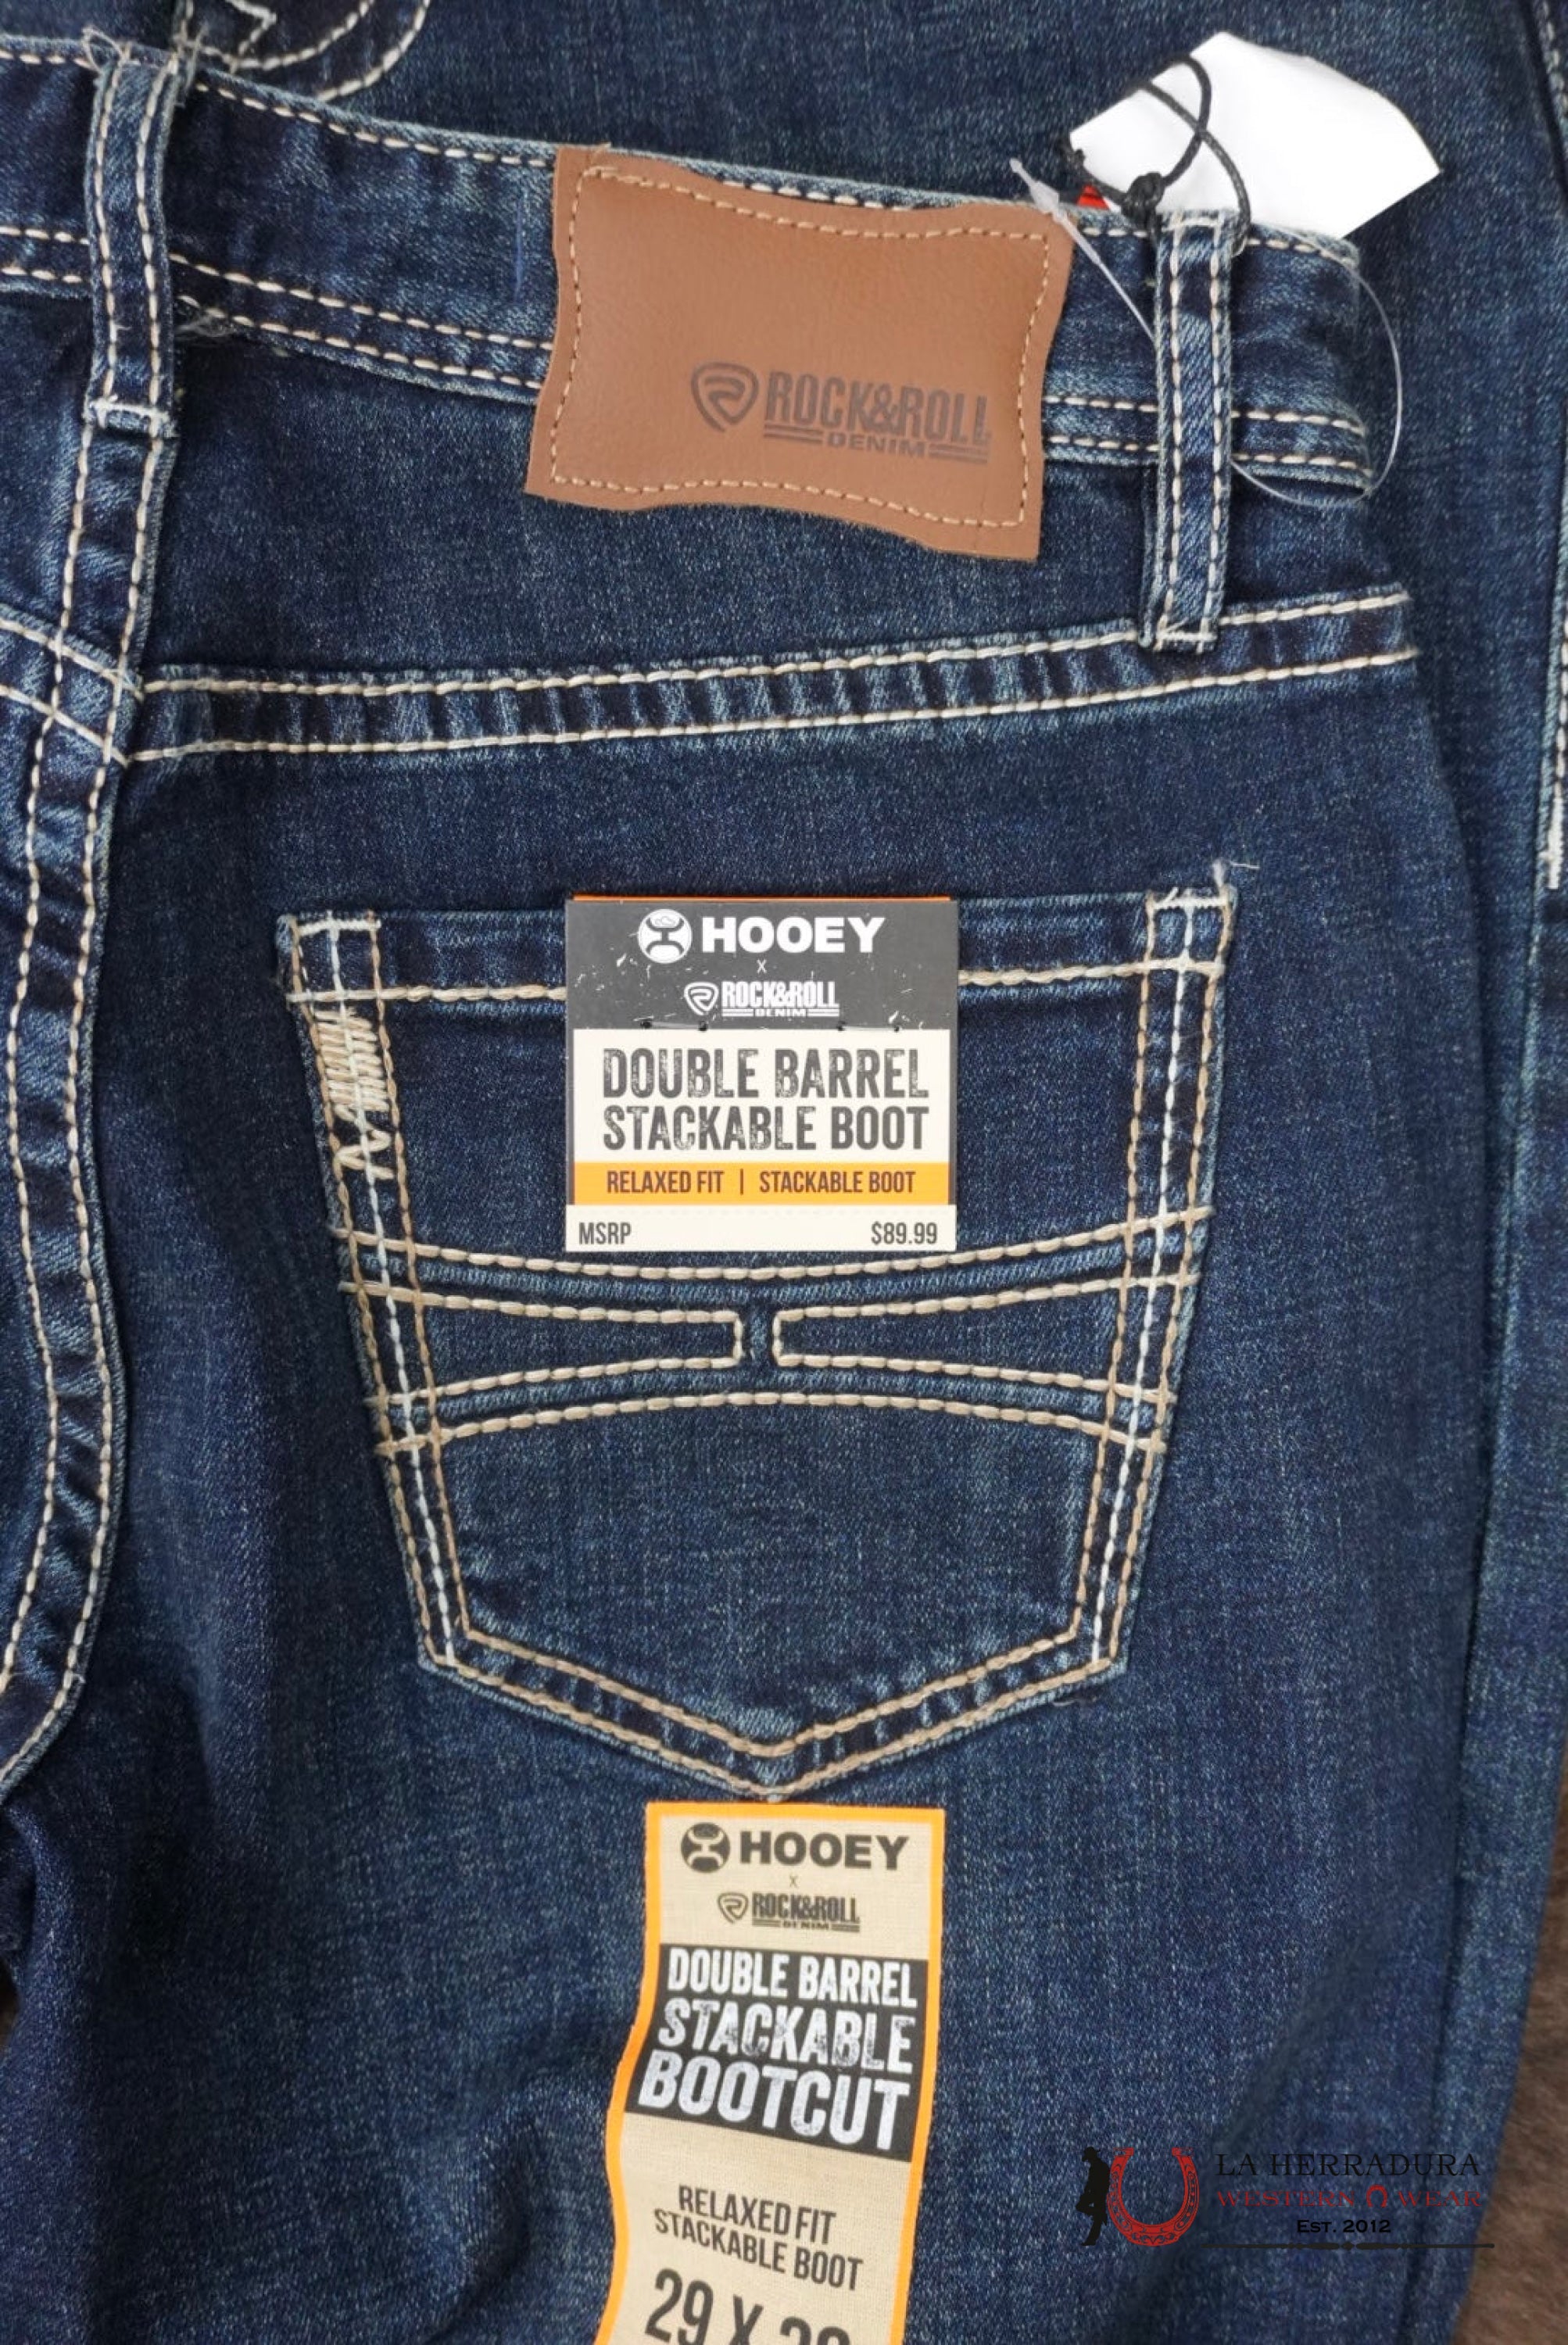 ROCK&ROLL
DENIM
HOOEY
X
ROCK&ROLL
DENIM
DOUBLE BARREL
STACKABLE BOOT
RELAXED FIT | STACKABLE BOOT
MSRP $89.99
HOOEY
X
ROCK&ROLL
DENIM
DOUBLE BARREL
STACKABLE
BOOTCUT
RELAXED FIT
STACKABLE BOOT
29 X
LA HERRADURA
WESTERN WEAR
EST. 2012